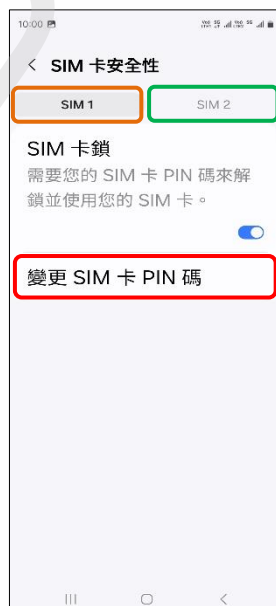 10:00
SIM 卡安全性
SIM 1
SIM 2
SIM 卡鎖
需要您的 SIM 卡 PIN 碼來解
鎖並使用您的 SIM 卡。
變更 SIM 卡 PIN 碼